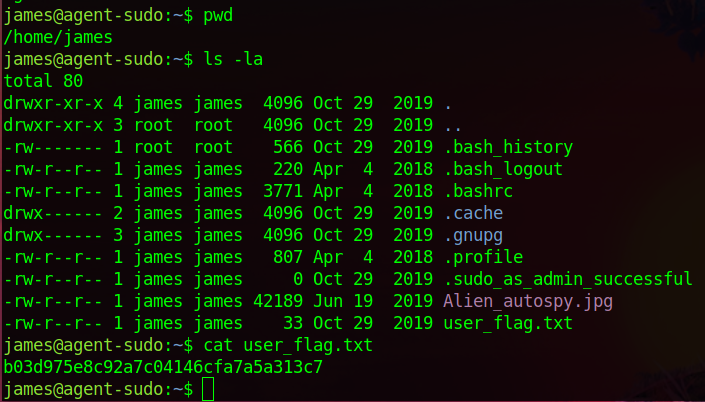 james@agent-sudo:~$ pwd
/home/james
james@agent-sudo:~$ ls -la
total 80
drwxr-xr-x 4 james james  4096 Oct 29  2019 .
drwxr-xr-x 3 root  root   4096 Oct 29  2019 ..
-rw------- 1 root  root    566 Oct 29  2019 .bash_history
-rw-r--r-- 1 james james   220 Apr  4  2018 .bash_logout
-rw-r--r-- 1 james james  3771 Apr  4  2018 .bashrc
drwx------ 2 james james  4096 Oct 29  2019 .cache
drwx------ 3 james james  4096 Oct 29  2019 .gnupg
-rw-r--r-- 1 james james   807 Apr  4  2018 .profile
-rw-r--r-- 1 james james     0 Oct 29  2019 .sudo_as_admin_successful
-rw-r--r-- 1 james james 42189 Jun 19  2019 Alien_autospy.jpg
-rw-r--r-- 1 james james    33 Oct 29  2019 user_flag.txt
james@agent-sudo:~$ cat user_flag.txt
b03d975e8c92a7c04146cfa7a5a313c7
james@agent-sudo:~$